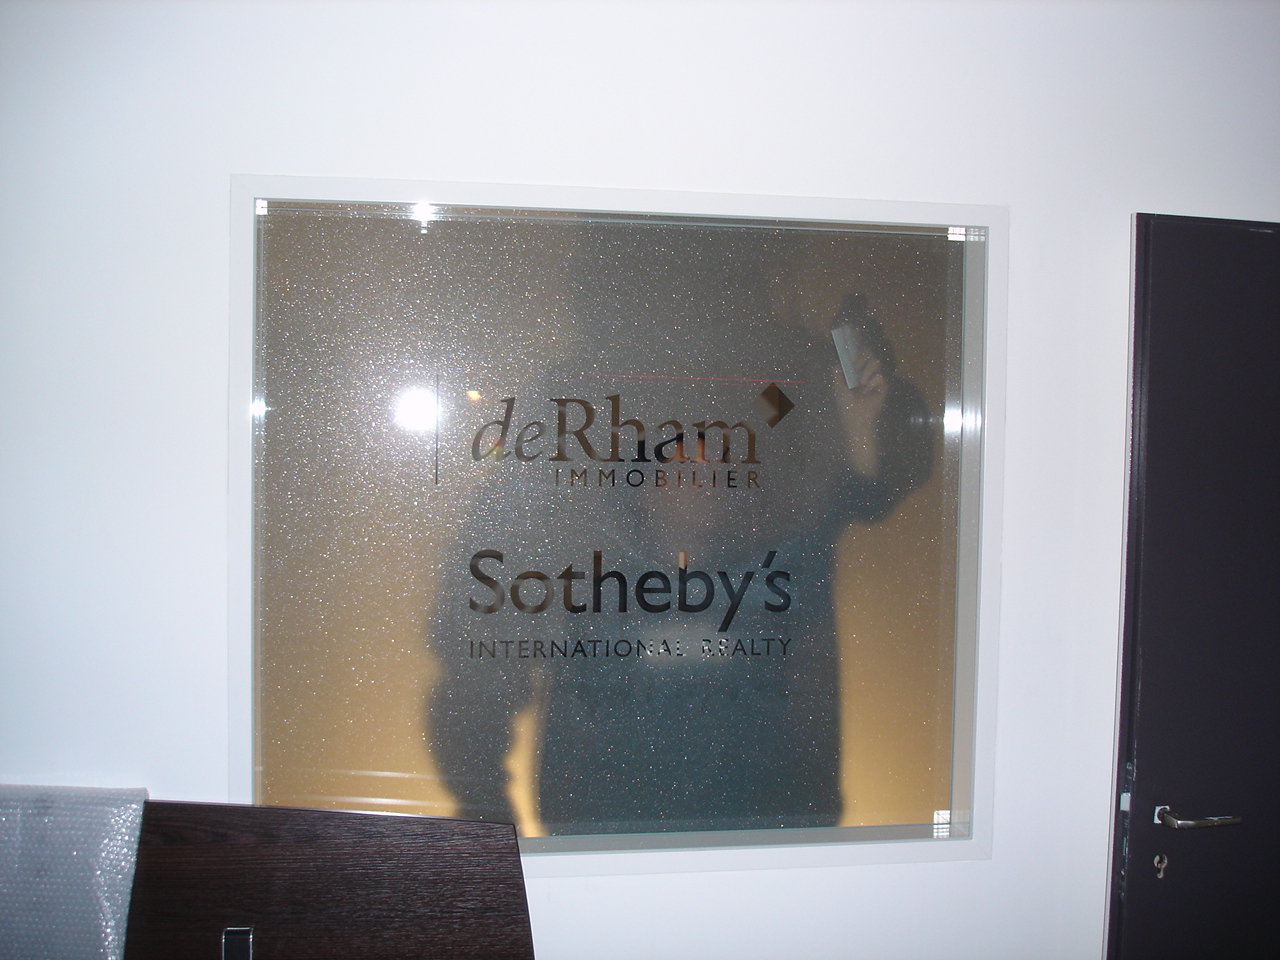 deRham
IMMOBILIER
Sotheby's
INTERNATIONAL REALTY